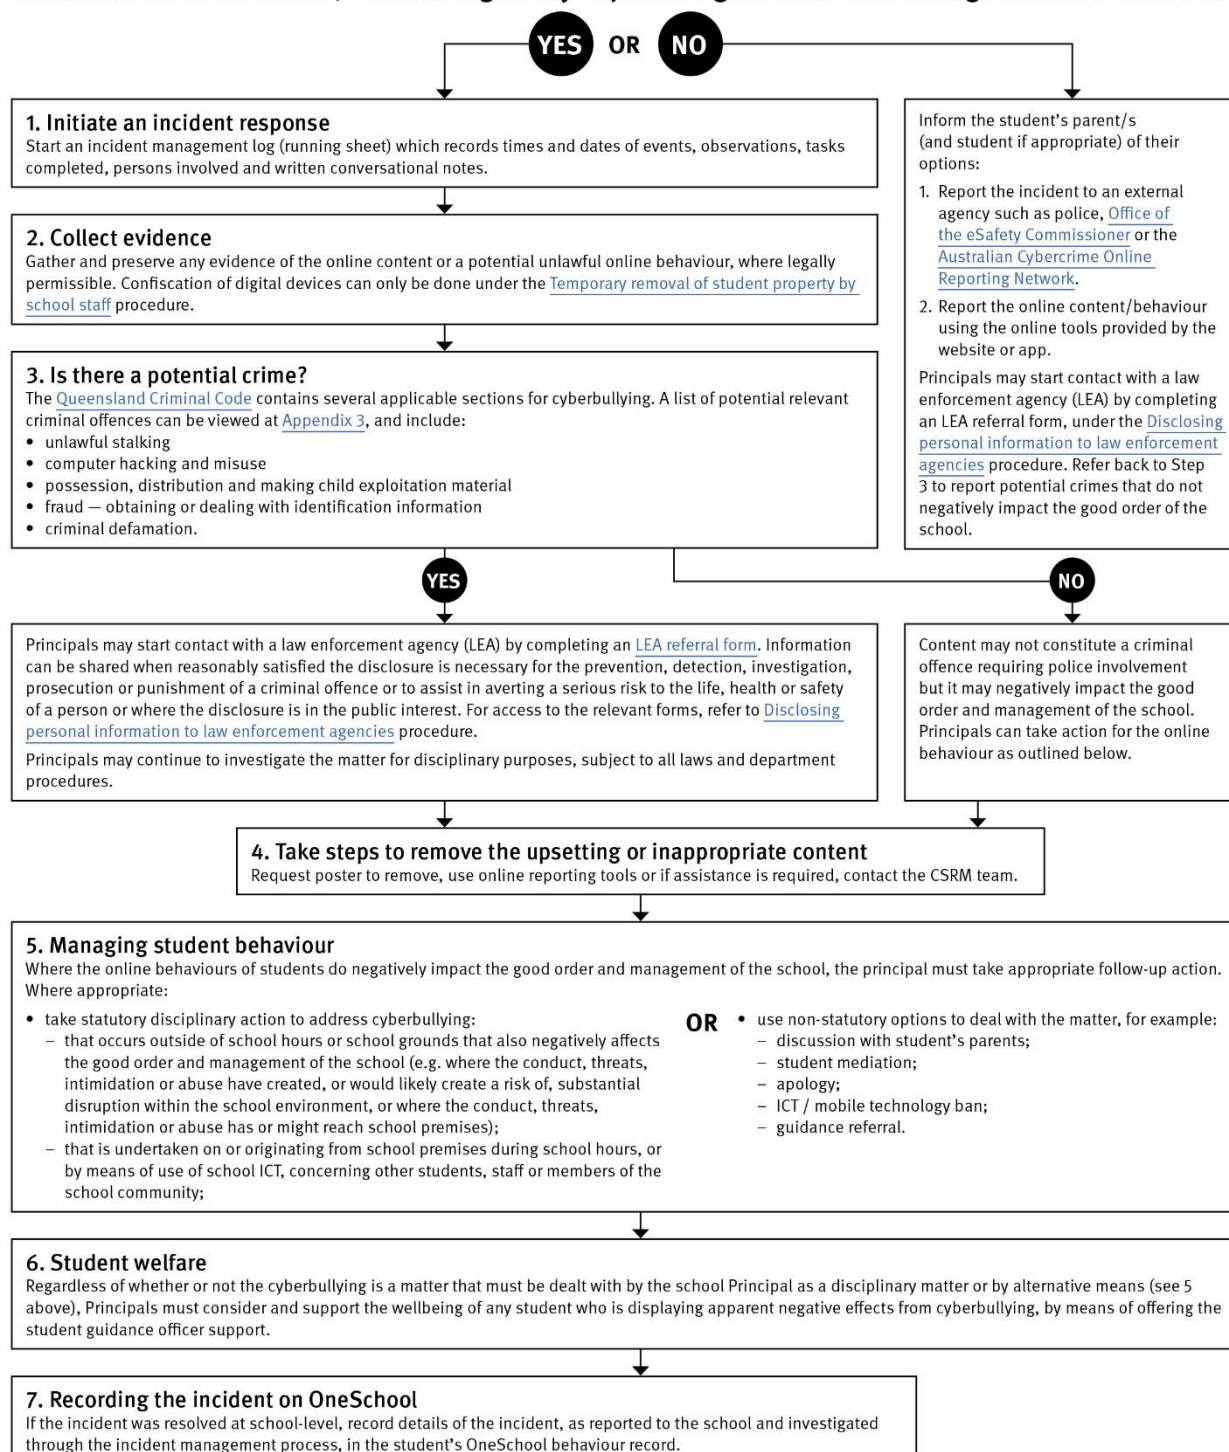 YES OR NO
1. Initiate an incident response
Start an incident management log (running sheet) which records times and dates of events, observations, tasks
completed, persons involved and written conversational notes.
2. Collect evidence
Gather and preserve any evidence of the online content or a potential unlawful online behaviour, where legally
permissible. Confiscation of digital devices can only be done under the Temporary removal of student property by
school staff procedure.
3. Is there a potential crime?
The Queensland Criminal Code contains several applicable sections for cyberbullying. A list of potential relevant
criminal offences can be viewed at Appendix 3, and include:
• unlawful stalking
• computer hacking and misuse
• possession, distribution and making child exploitation material
• fraud — obtaining or dealing with identification information
• criminal defamation.
Inform the student's parent/s
(and student if appropriate) of their
options:
1. Report the incident to an external
agency such as police, Office of
the eSafety Commissioner or the
Australian Cybercrime Online
Reporting Network.
2. Report the online content/behaviour
using the online tools provided by the
website or app.
Principals may start contact with a law
enforcement agency (LEA) by completing
an LEA referral form, under the Disclosing
personal information to law enforcement
agencies procedure. Refer back to Step
3 to report potential crimes that do not
negatively impact the good order of the
school.
YES
NO
Principals may start contact with a law enforcement agency (LEA) by completing an LEA referral form. Information
can be shared when reasonably satisfied the disclosure is necessary for the prevention, detection, investigation,
prosecution or punishment of a criminal offence or to assist in averting a serious risk to the life, health or safety
of a person or where the disclosure is in the public interest. For access to the relevant forms, refer to Disclosing
personal information to law enforcement agencies procedure.
Principals may continue to investigate the matter for disciplinary purposes, subject to all laws and department
procedures.
Content may not constitute a criminal
offence requiring police involvement
but it may negatively impact the good
order and management of the school.
Principals can take action for the online
behaviour as outlined below.
4. Take steps to remove the upsetting or inappropriate content
Request poster to remove, use online reporting tools or if assistance is required, contact the CSRM team.
5. Managing student behaviour
Where the online behaviours of students do negatively impact the good order and management of the school, the principal must take appropriate follow-up action.
Where appropriate:
• take statutory disciplinary action to address cyberbullying:
– that occurs outside of school hours or school grounds that also negatively affects
the good order and management of the school (e.g. where the conduct, threats,
intimidation or abuse have created, or would likely create a risk of, substantial
disruption within the school environment, or where the conduct, threats,
intimidation or abuse has or might reach school premises);
– that is undertaken on or originating from school premises during school hours, or
by means of use of school ICT, concerning other students, staff or members of the
school community;
OR
• use non-statutory options to deal with the matter, for example:
– discussion with student's parents;
– student mediation;
– apology;
– ICT / mobile technology ban;
– guidance referral.
6. Student welfare
Regardless of whether or not the cyberbullying is a matter that must be dealt with by the school Principal as a disciplinary matter or by alternative means (see 5
above), Principals must consider and support the wellbeing of any student who is displaying apparent negative effects from cyberbullying, by means of offering the
student guidance officer support.
7. Recording the incident on OneSchool
If the incident was resolved at school-level, record details of the incident, as reported to the school and investigated
through the incident management process, in the student's OneSchool behaviour record.